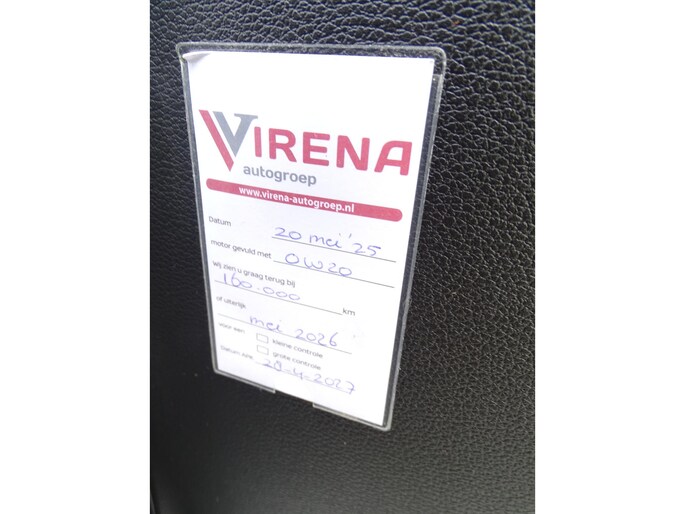 VIRENA
autogroep
www.virena-autogroep.nl
Datum 20 mei '25
motor gevuld met 0W20
wij zien u graag terug bij
160.000 km
of uiterlijk
mei 2026
voor een kleine controle
grote controle
Datum APK 29-4-2027